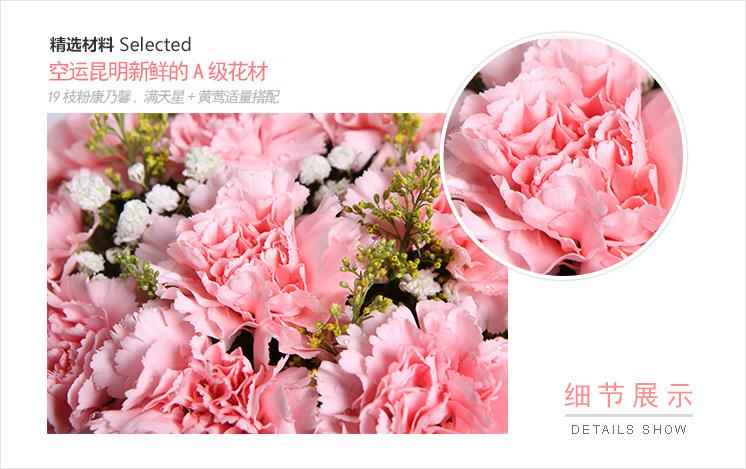 精选材料 Selected
空运昆明新鲜的 A 级花材
19 枝粉康乃馨，满天星 + 黄莺适量搭配
细节展示
DETAILS SHOW